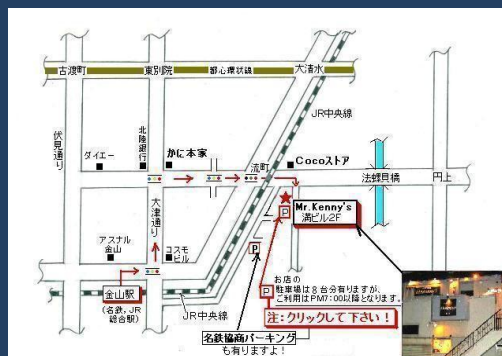 古渡町
東別院
都心環状線
大清水
JR中央線
伏見通り
ダイエー
北陸
銀行
かに本家
流町
Cocoストア
法螺貝橋
円上
大津通り
Mr.Kenny's
満ビル2F
アスナル
金山
コスモ
ビル
P
P
お店の
駐車場は8台分有りますが、
ご利用はPM7:00以降となります。
金山駅
(名鉄,JR
総合駅)
JR中央線
P
注:クリックして下さい!
名鉄協商パーキング
も有りますよ!